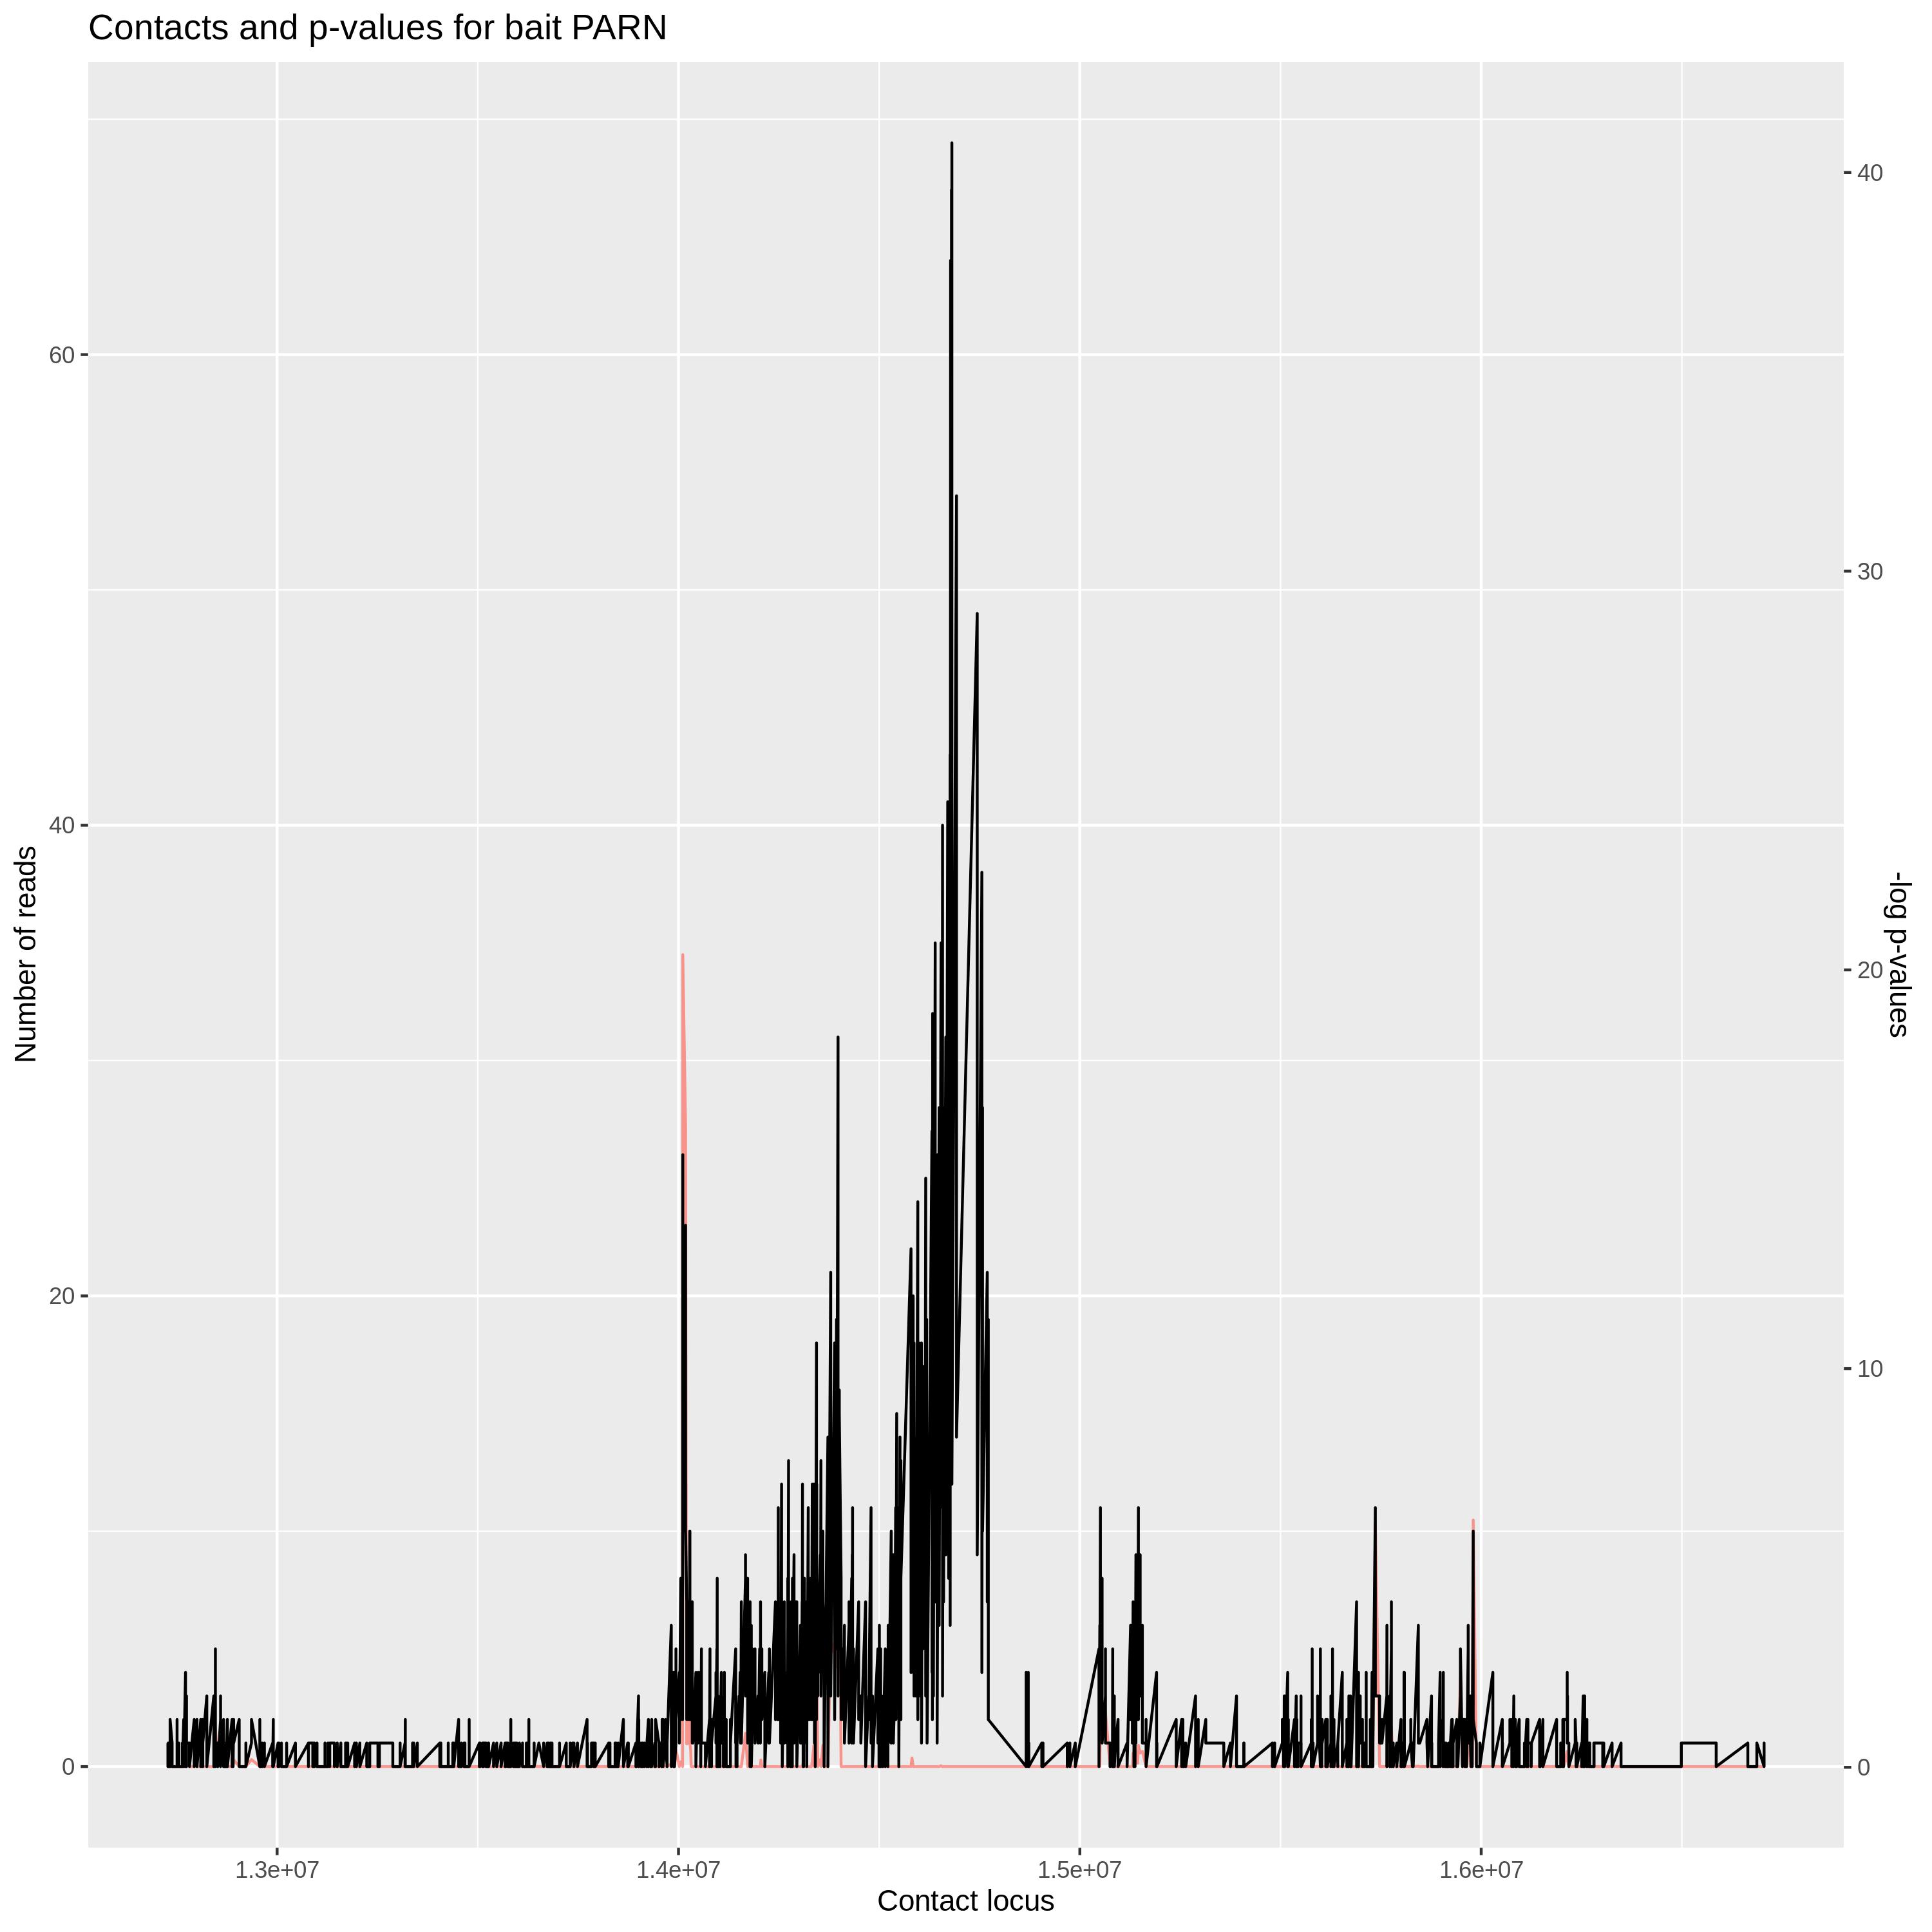 Contacts and p-values for bait PARN
Number of reads
60
40
20
0
40
30
20
10
0
-log p-values
1.3e+07
1.4e+07
1.5e+07
1.6e+07
Contact locus